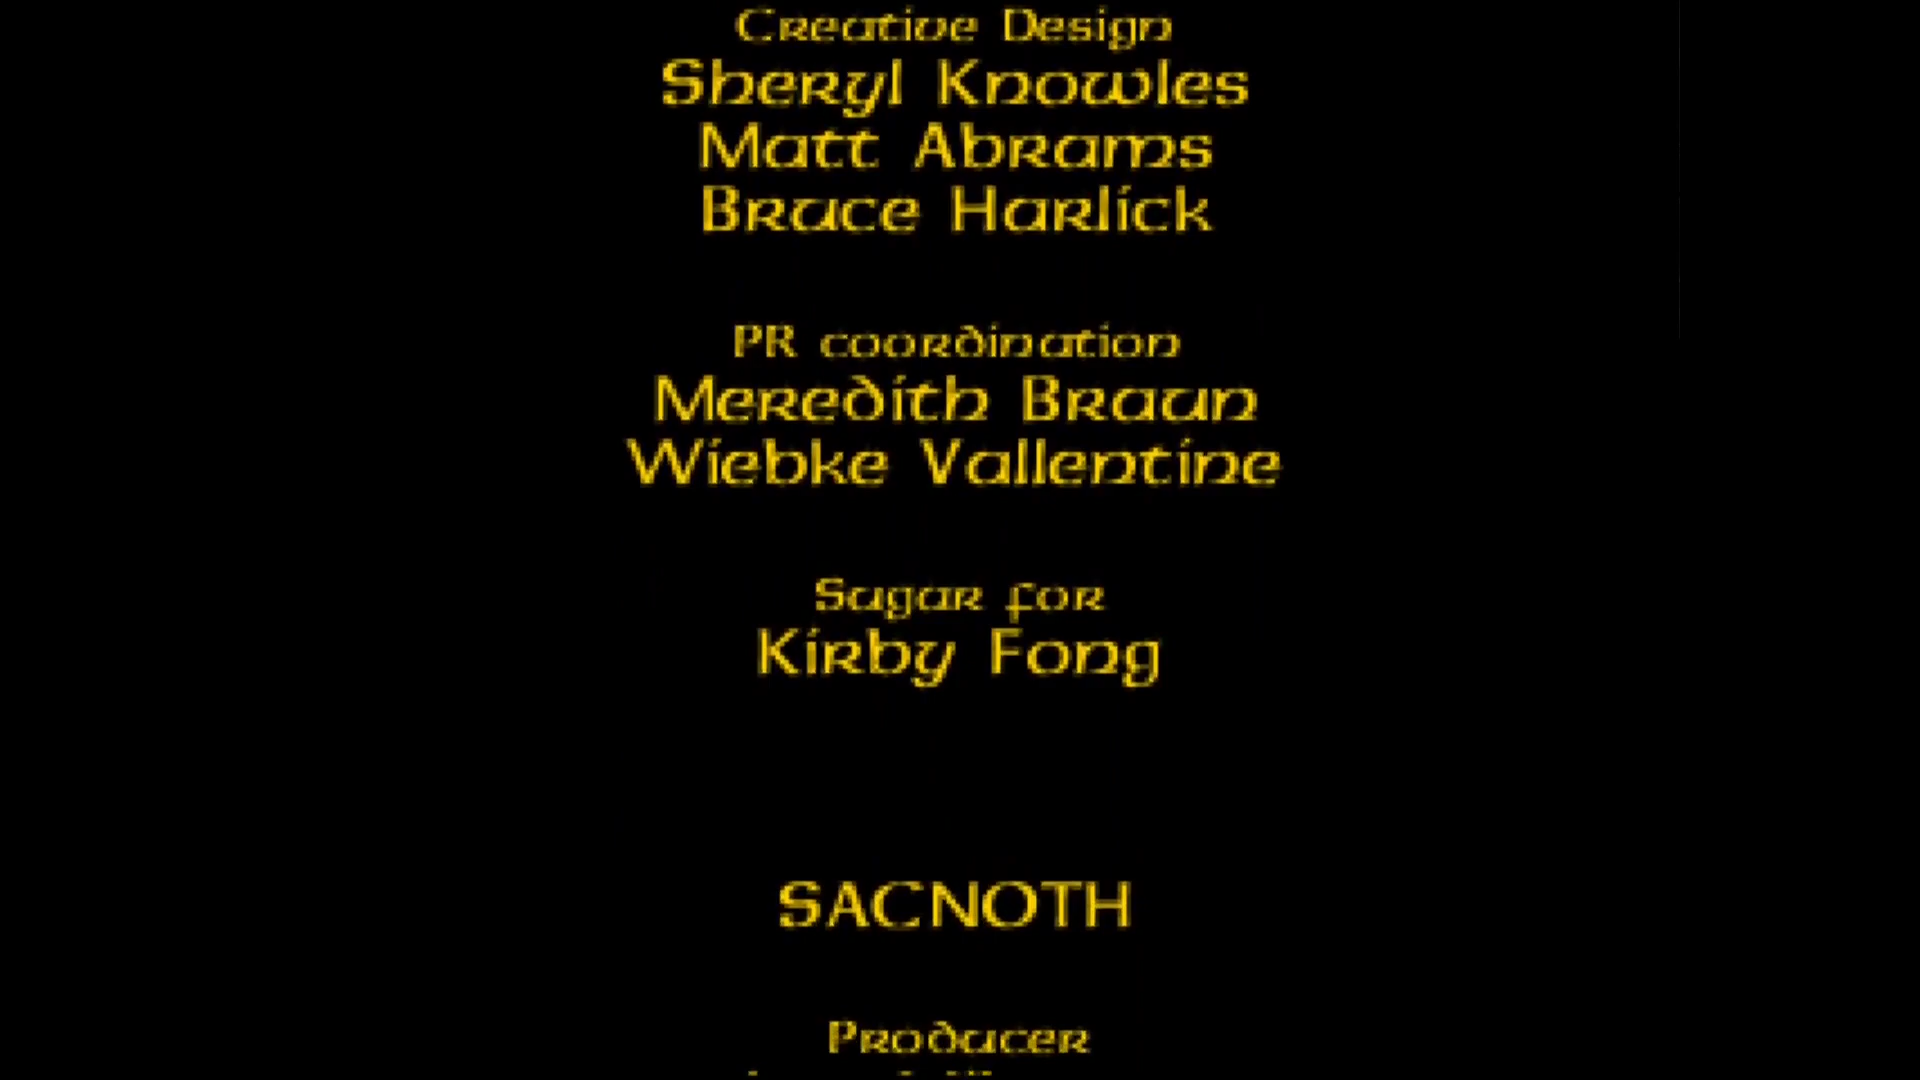 Creative Design
Sheryl Knowles
Matt Abrams
Bruce Harlick
PR coordination
Meredith Braun
Wiebke Vallentine
Sugar for
Kirby Fong
SACNOTH
Producer